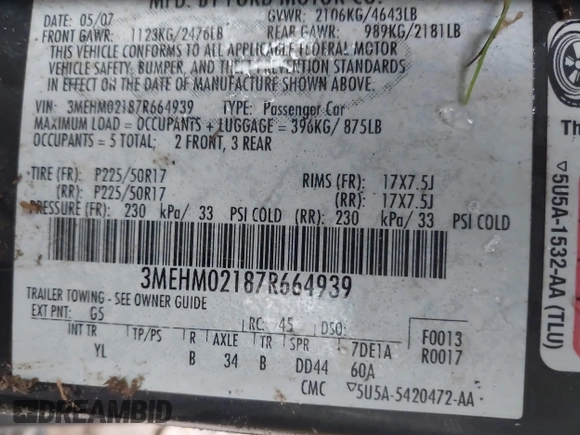 MFD. BY FORD MOTOR CO.
DATE: 05/07 GVWR: 2106KG/4643LB
FRONT GAWR: 1123KG/2476LB REAR GAWR: 989KG/2181LB
THIS VEHICLE CONFORMS TO ALL APPLICABLE FEDERAL MOTOR
VEHICLE SAFETY, BUMPER, AND THEFT PREVENTION STANDARDS
IN EFFECT ON THE DATE OF MANUFACTURE SHOWN ABOVE.
VIN: 3MEHM02187R664939 TYPE: Passenger Car
MAXIMUM LOAD = OCCUPANTS + LUGGAGE = 396KG/ 875LB
OCCUPANTS = 5 TOTAL: 2 FRONT, 3 REAR
TIRE (FR): P225/50R17 RIMS (FR): 17X7.5J
(RR): P225/50R17 (RR): 17X7.5J
PRESSURE (FR): 230 kPa/ 33 PSI COLD (RR): 230 kPa/ 33 PSI COLD
3MEHM02187R664939
TRAILER TOWING - SEE OWNER GUIDE
EXT PNT: G5 RC: 45 DSO: F0013
INT TR TP/PS R AXLE TR SPR 7DE1A R0017
YL B 34 B DD44 60A
CMC ▽5U5A-5420472-AA
▽5U5A-1532-AA (TLU)
Th
DREAMBID